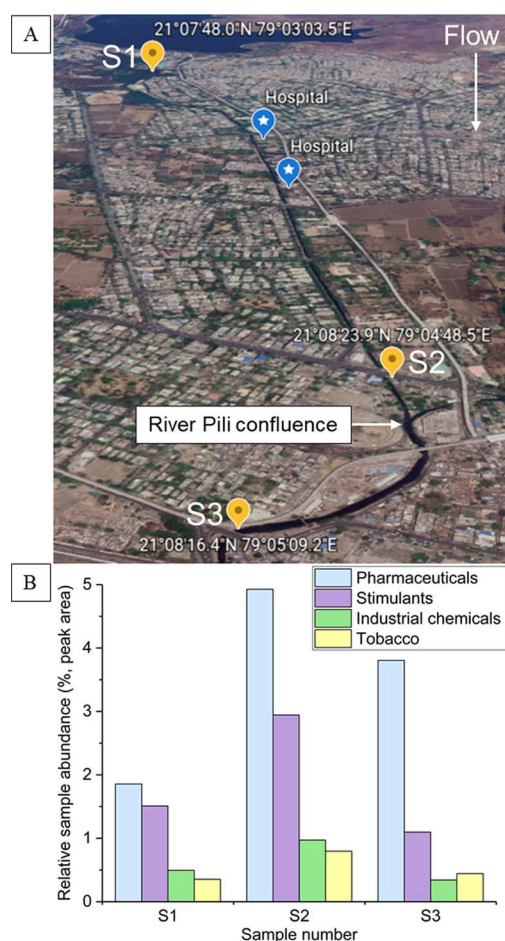 A
21°07'48.0"N 79°03'03.5"E
S1
Flow
Hospital
Hospital
21°08'23.9"N 79°04'48.5"E
S2
River Pili confluence
S3
21°08'16.4"N 79°05'09.2"E
B
Pharmaceuticals
Stimulants
Industrial chemicals
Tobacco
Relative sample abundance (%, peak area)
5
4
3
2
1
0
S1 S2 S3
Sample number